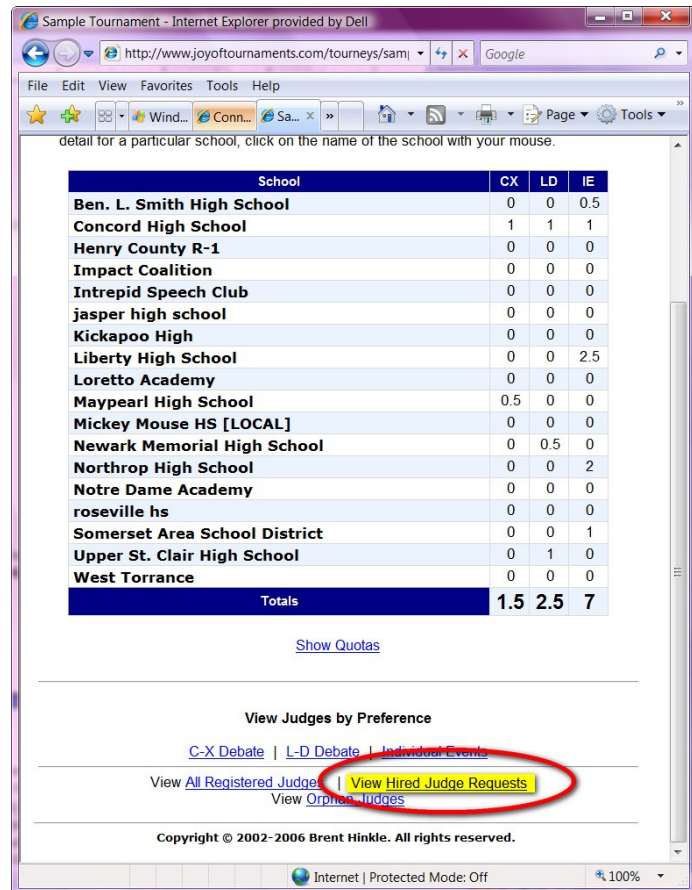 Sample Tournament - Internet Explorer provided by Dell
http://www.joyoftournaments.com/tourneys/sam
Google
File Edit View Favorites Tools Help
Wind... Conn... Sa... x » Page Tools »
detail for a particular school, click on the name of the school with your mouse.
School CX LD IE
Ben. L. Smith High School 0 0 0.5
Concord High School 1 1 1
Henry County R-1 0 0 0
Impact Coalition 0 0 0
Intrepid Speech Club 0 0 0
jasper high school 0 0 0
Kickapoo High 0 0 0
Liberty High School 0 0 2.5
Loretto Academy 0 0 0
Maypearl High School 0.5 0 0
Mickey Mouse HS [LOCAL] 0 0 0
Newark Memorial High School 0 0.5 0
Northrop High School 0 0 2
Notre Dame Academy 0 0 0
roseville hs 0 0 0
Somerset Area School District 0 0 1
Upper St. Clair High School 0 1 0
West Torrance 0 0 0
Totals 1.5 2.5 7
Show Quotas
View Judges by Preference
C-X Debate | L-D Debate | Individual Events
View All Registered Judges | View Hired Judge Requests
View Orphan Judges
Copyright © 2002-2006 Brent Hinkle. All rights reserved.
Internet | Protected Mode: Off 100%